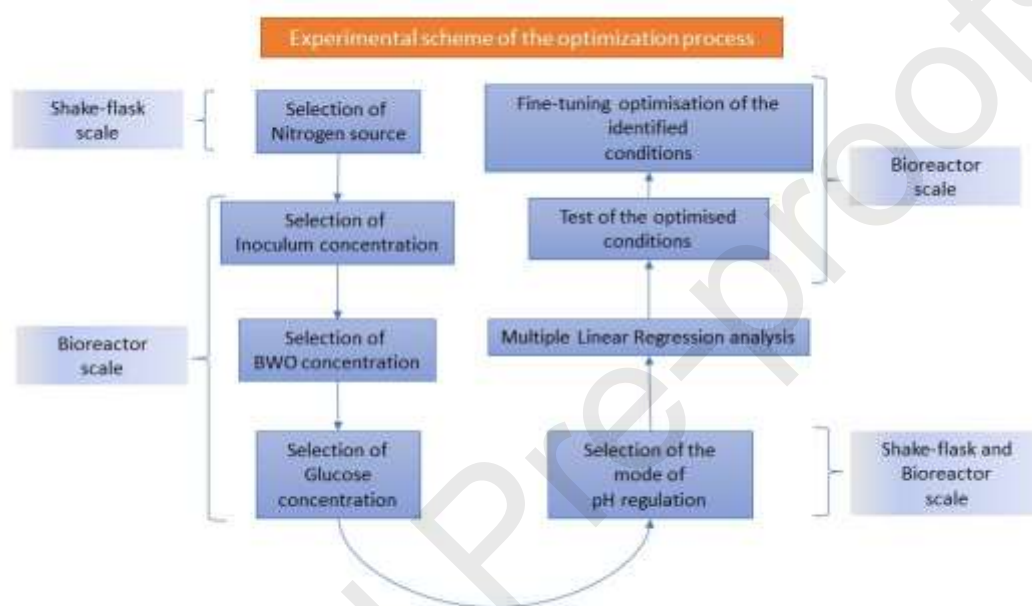 Experimental scheme of the optimization process
Shake-flask
scale
Selection of
Nitrogen source
Selection of
Inoculum concentration
Bioreactor
scale
Selection of
BWO concentration
Selection of
Glucose
concentration
Fine-tuning optimisation of the
identified
conditions
Bioreactor
scale
Test of the optimised
conditions
Multiple Linear Regression analysis
Selection of the
mode of
pH regulation
Shake-flask and
Bioreactor
scale
Pre-proof